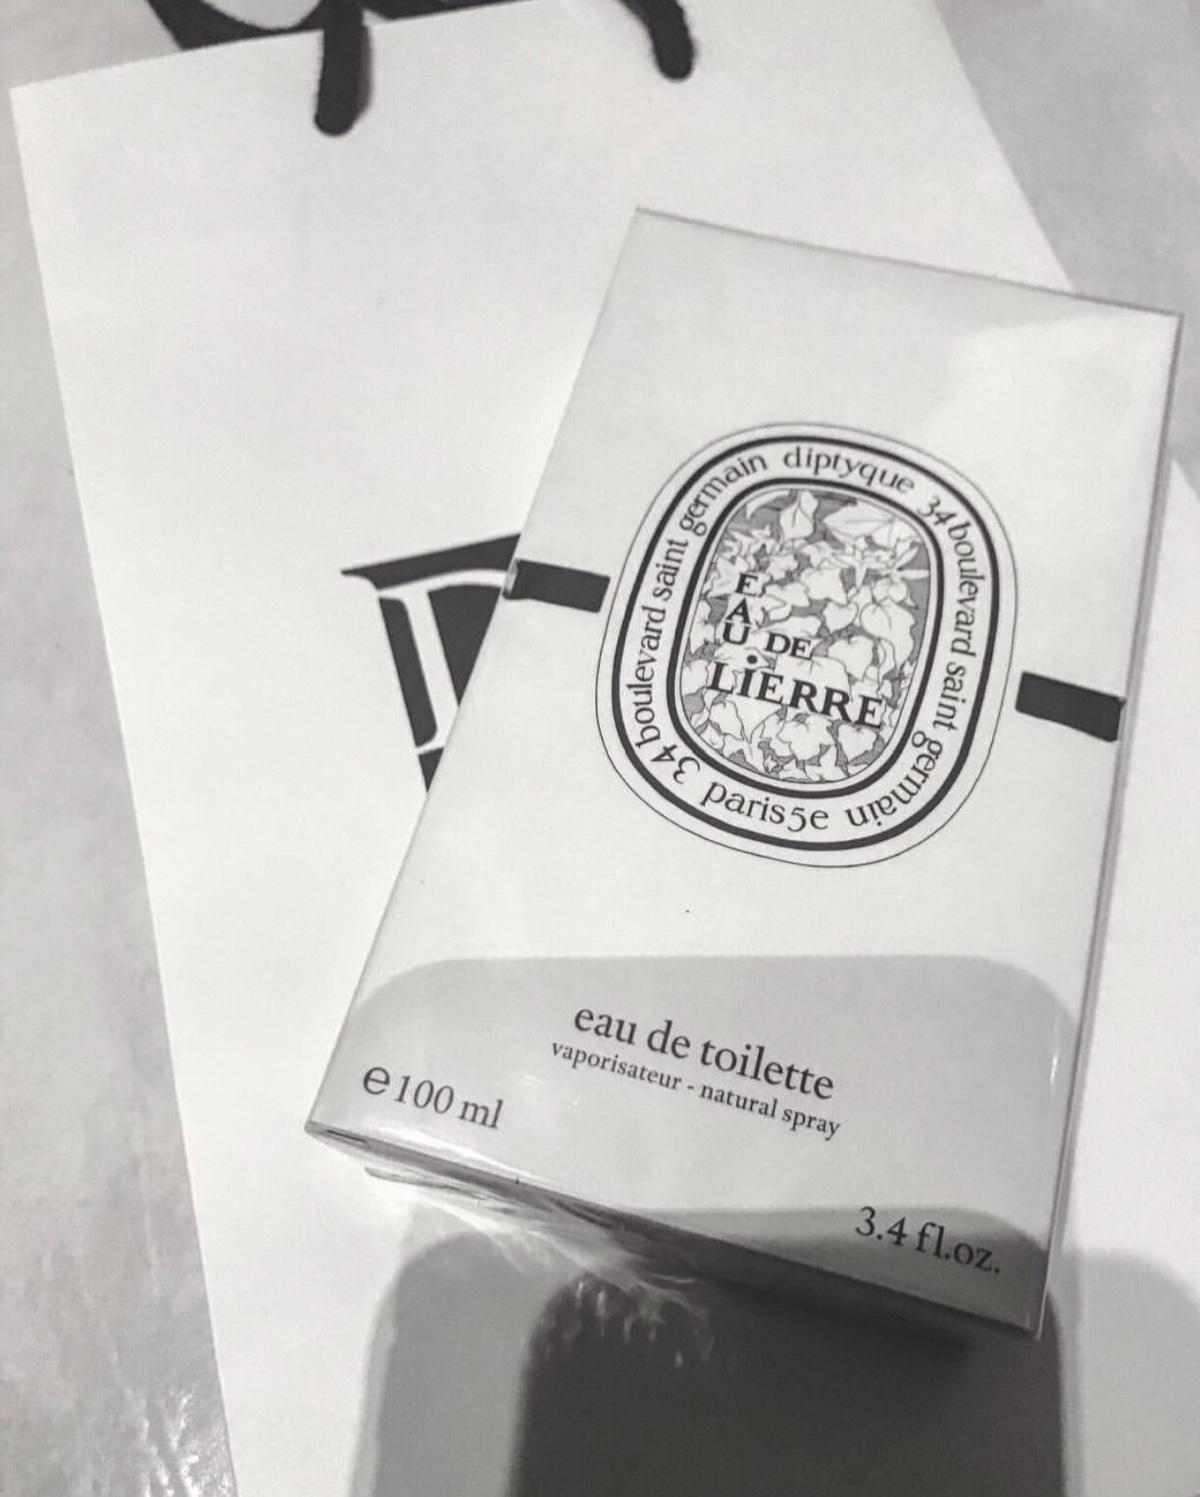 diptyque 34 boulevard saint germain paris5e 34 boulevard saint germain
EAU DE
LIERRE
eau de toilette
vaporisateur - natural spray
e 100 ml
3.4 fl.oz.